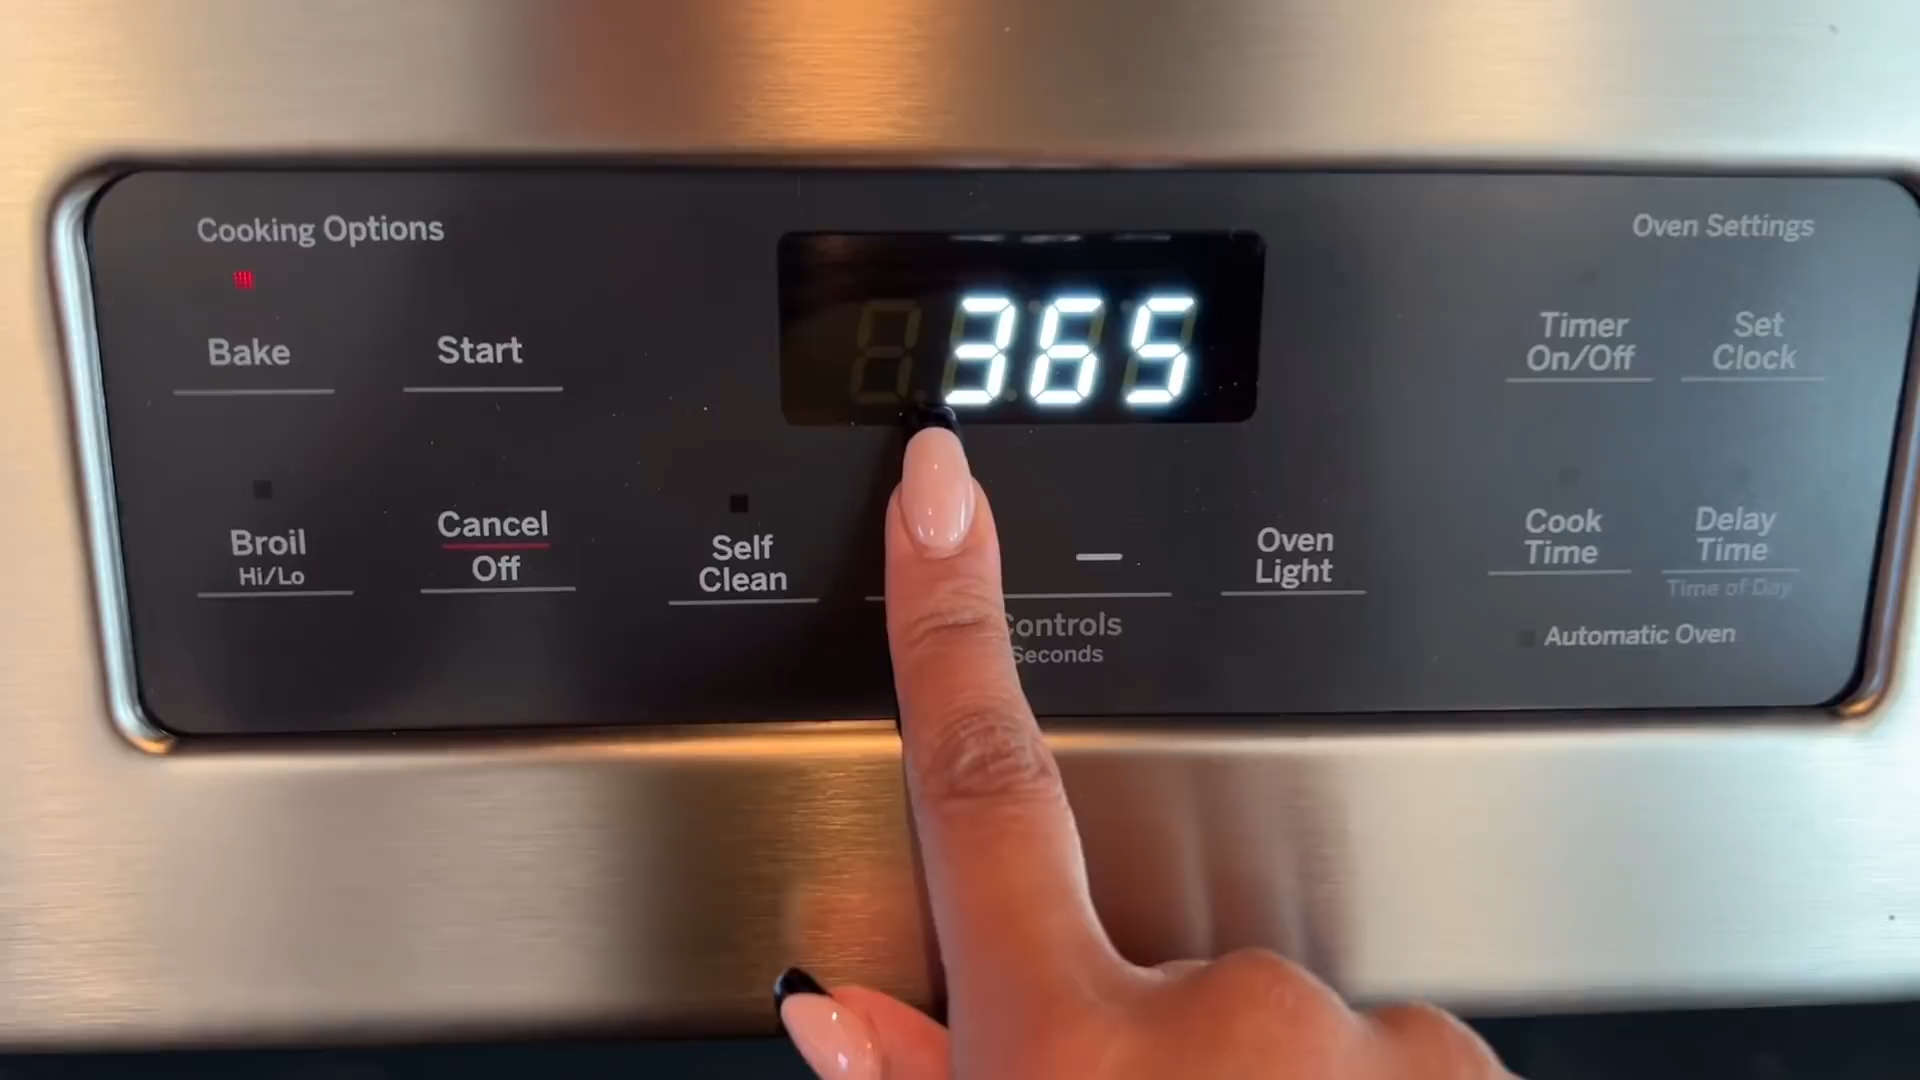 Cooking Options
Oven Settings
365
Bake
Start
Timer
On/Off
Set
Clock
Broil
Hi/Lo
Cancel
Off
Self
Clean
—
Oven
Light
Cook
Time
Delay
Time
Time of Day
Controls
Seconds
Automatic Oven